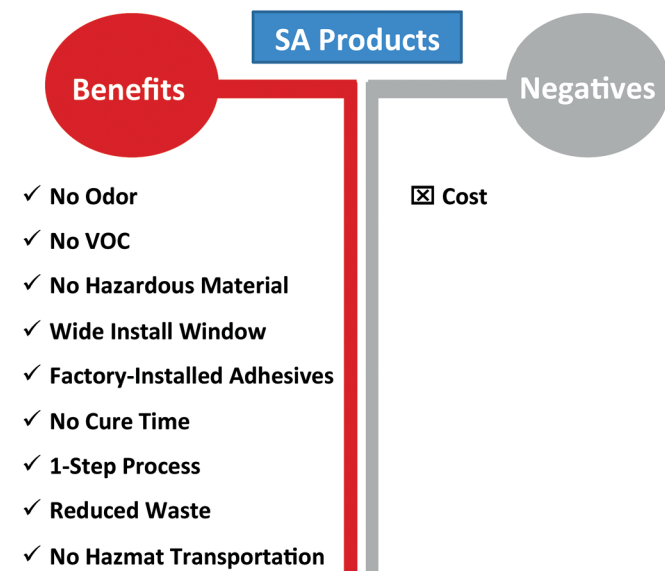 SA Products
Benefits
Negatives
✓ No Odor
✓ No VOC
✓ No Hazardous Material
✓ Wide Install Window
✓ Factory-Installed Adhesives
✓ No Cure Time
✓ 1-Step Process
✓ Reduced Waste
✓ No Hazmat Transportation
☒ Cost